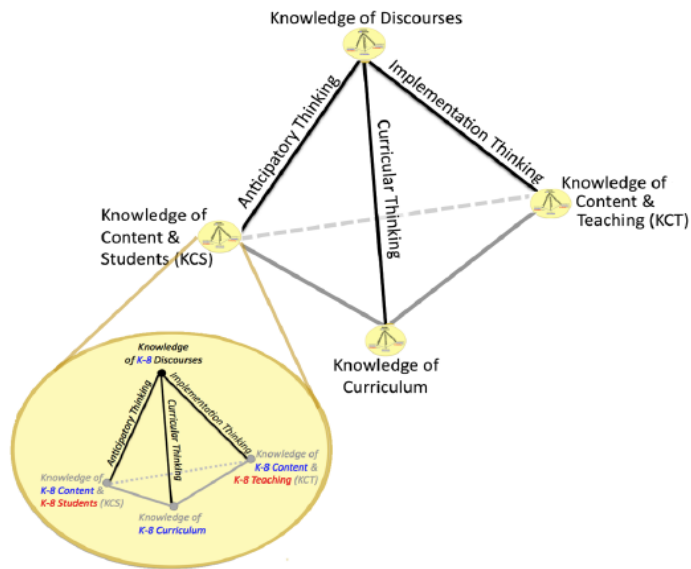 Knowledge of Discourses
Anticipatory Thinking
Curricular Thinking
Implementation Thinking
Knowledge of
Content &
Students (KCS)
Knowledge of
Content &
Teaching (KCT)
Knowledge of
Curriculum
Knowledge
of K-8 Discourses
Anticipatory Thinking
Curricular Thinking
Implementation Thinking
Knowledge of
K-8 Content &
K-8 Students (KCS)
Knowledge of
K-8 Content &
K-8 Teaching (KCT)
Knowledge of
K-8 Curriculum